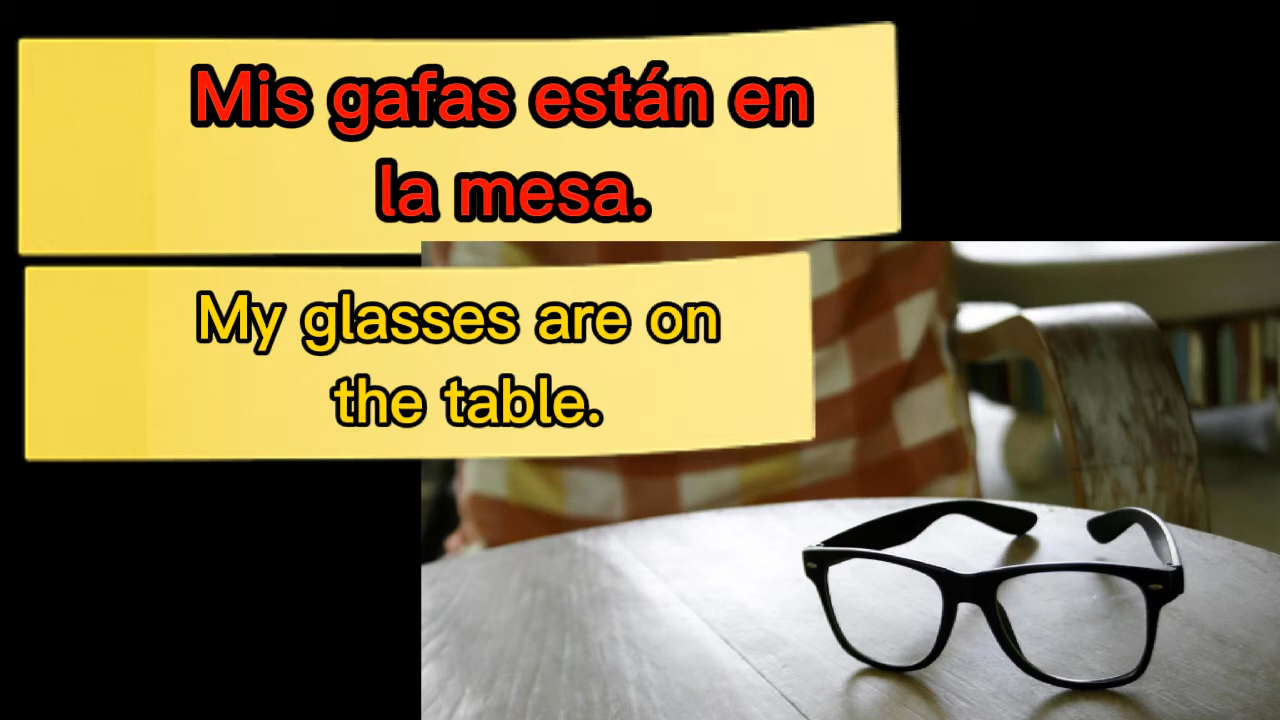 Mis gafas están en
la mesa.
My glasses are on
the table.